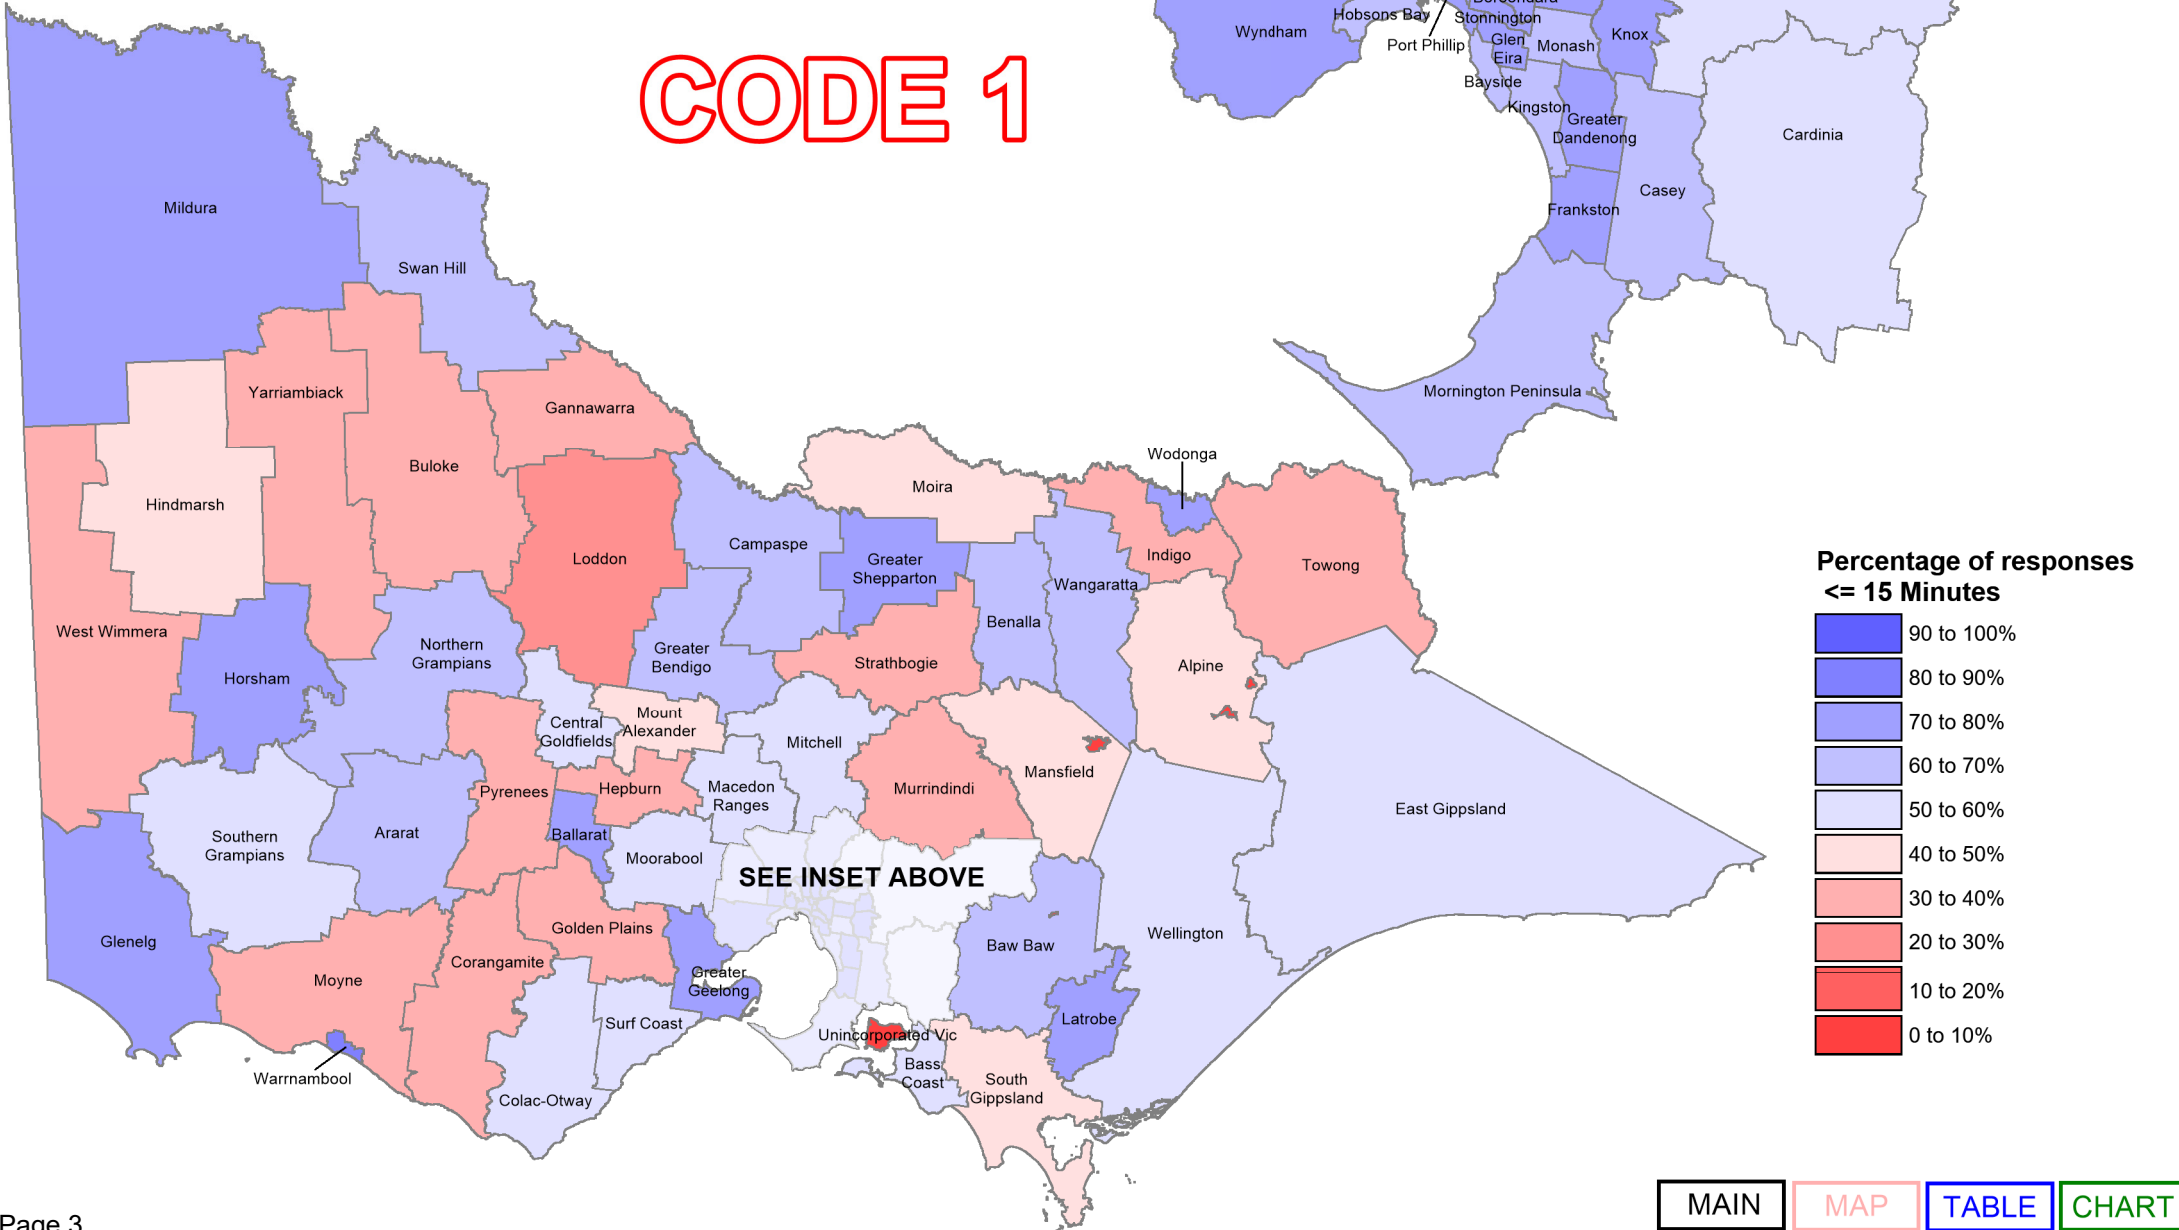 Boroondara
Hobsons Bay
Stonnington
Wyndham
Port Phillip
Glen
Eira
Monash
Knox
Bayside
Kingston
Greater
Dandenong
Cardinia
Casey
Frankston
Mornington Peninsula
CODE 1
Mildura
Swan Hill
Yarriambiack
Gannawarra
Buloke
Hindmarsh
Moira
Wodonga
Loddon
Campaspe
Greater
Shepparton
Indigo
Towong
Wangaratta
Benalla
West Wimmera
Northern
Grampians
Greater
Bendigo
Strathbogie
Alpine
Horsham
Central
Goldfields
Mount
Alexander
Mitchell
Mansfield
Pyrenees
Hepburn
Macedon
Ranges
Murrindindi
East Gippsland
Southern
Grampians
Ararat
Ballarat
Moorabool
SEE INSET ABOVE
Glenelg
Golden Plains
Baw Baw
Wellington
Moyne
Corangamite
Greater
Geelong
Surf Coast
Unincorporated Vic
Latrobe
Warrnambool
Bass
Coast
South
Gippsland
Colac-Otway
Percentage of responses
<= 15 Minutes
90 to 100%
80 to 90%
70 to 80%
60 to 70%
50 to 60%
40 to 50%
30 to 40%
20 to 30%
10 to 20%
0 to 10%
MAIN
MAP
TABLE
CHART
Page 3